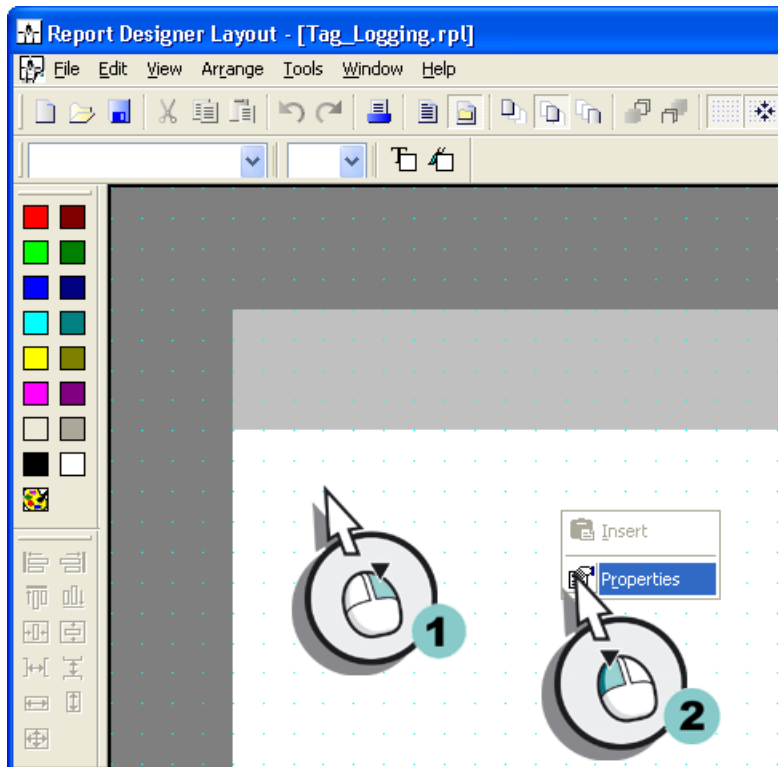 Report Designer Layout - [Tag_Logging.rpl]
File Edit View Arrange Tools Window Help
Insert
Properties
1
2